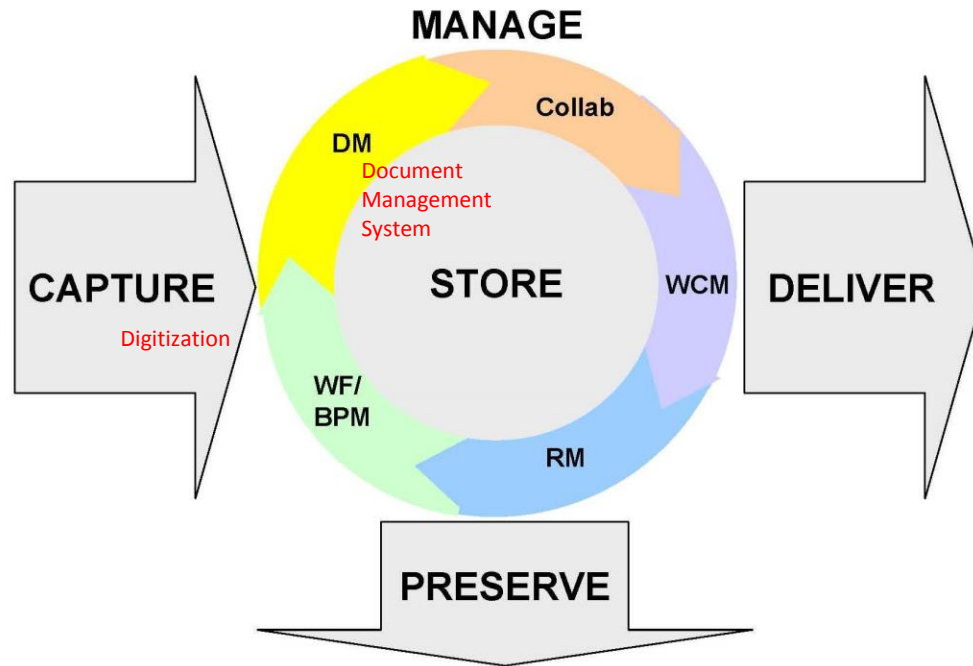 MANAGE
Collab
DM
Document
Management
System
CAPTURE
STORE
WCM
DELIVER
Digitization
WF/
BPM
RM
PRESERVE